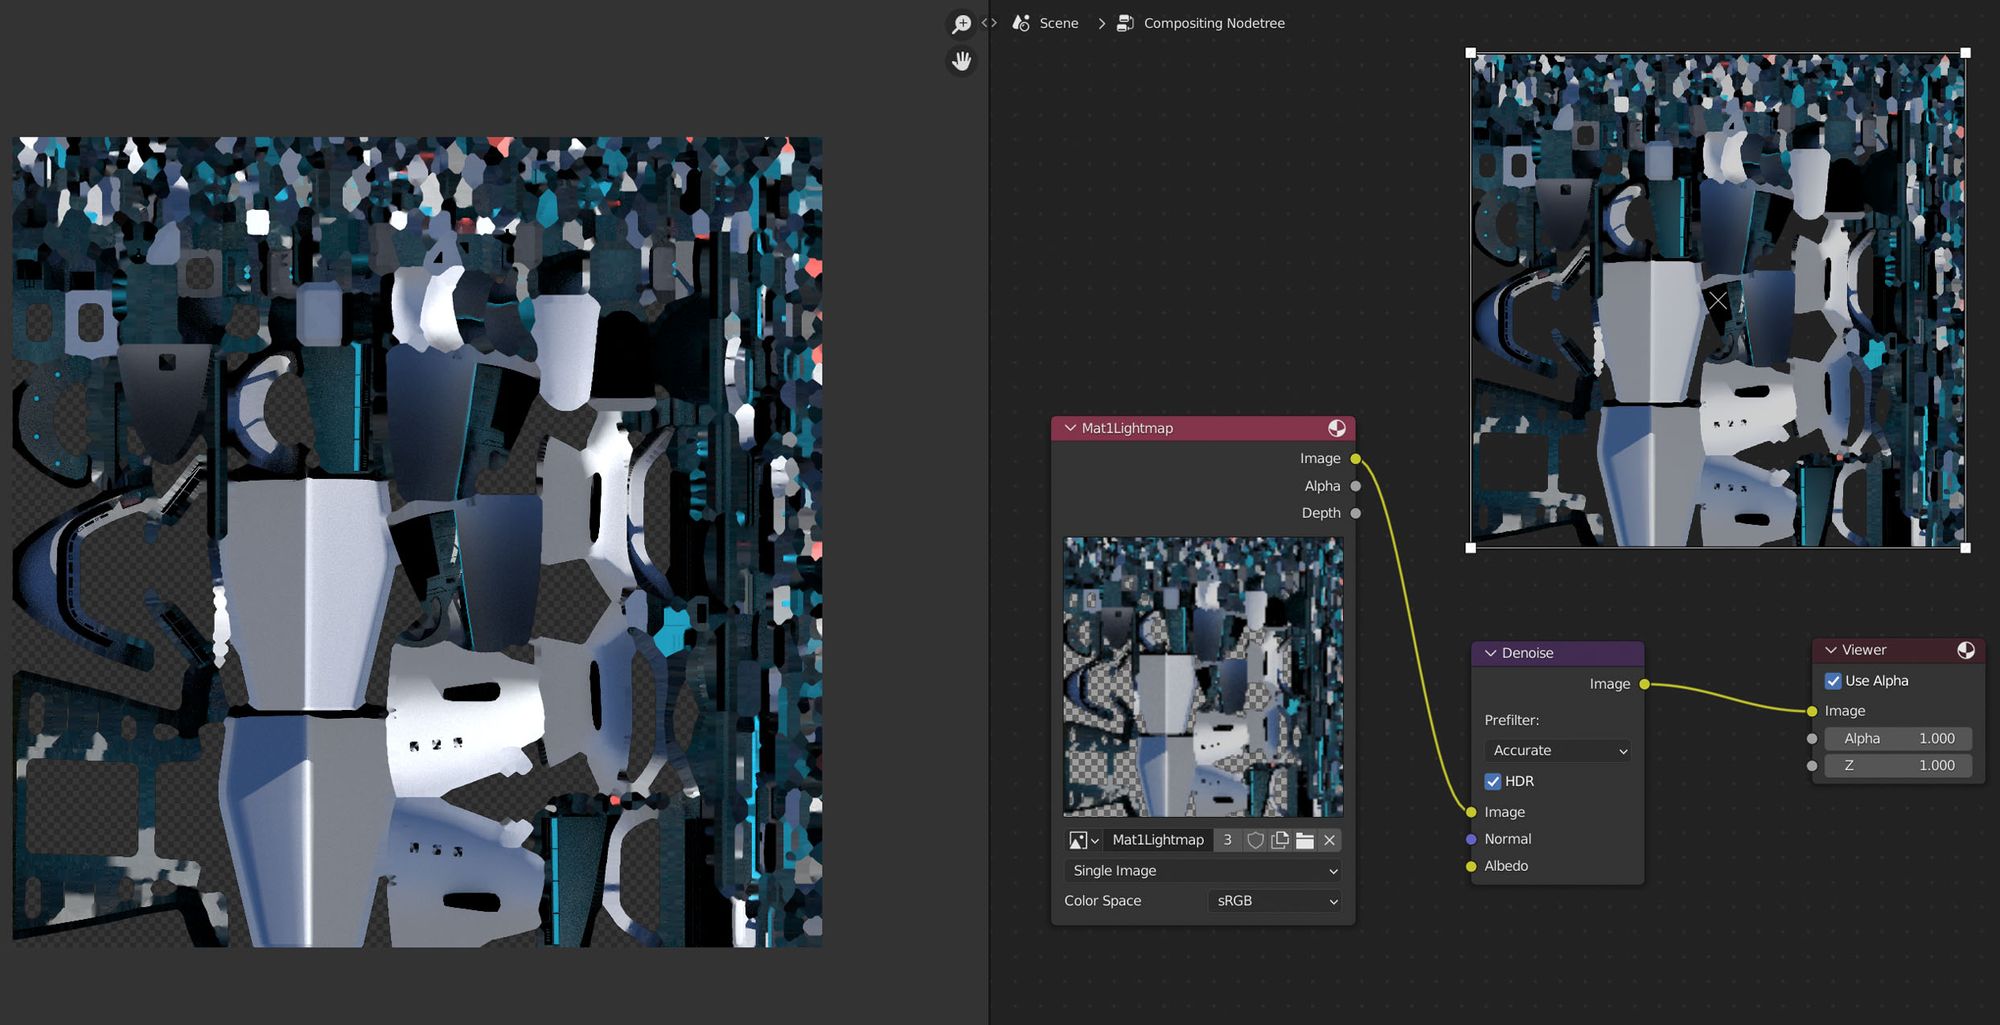 Scene
Compositing Nodetree
Mat1Lightmap
Image
Alpha
Depth
Mat1Lightmap
3
Single Image
Color Space
sRGB
Denoise
Image
Prefilter:
Accurate
HDR
Image
Normal
Albedo
Viewer
Use Alpha
Image
Alpha 1.000
Z 1.000